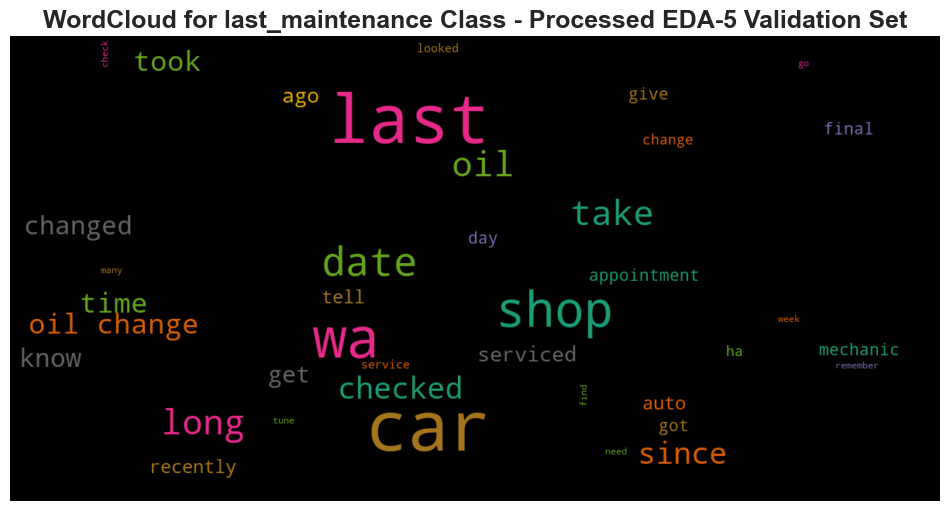 WordCloud for last_maintenance Class - Processed EDA-5 Validation Set
check
took
looked
go
ago
last
give
final
change
oil
take
changed
day
date
many
appointment
tell
time
shop
oil change
week
wa
know
serviced
ha
mechanic
service
remember
get
checked
find
auto
long
tune
car
got
since
need
recently